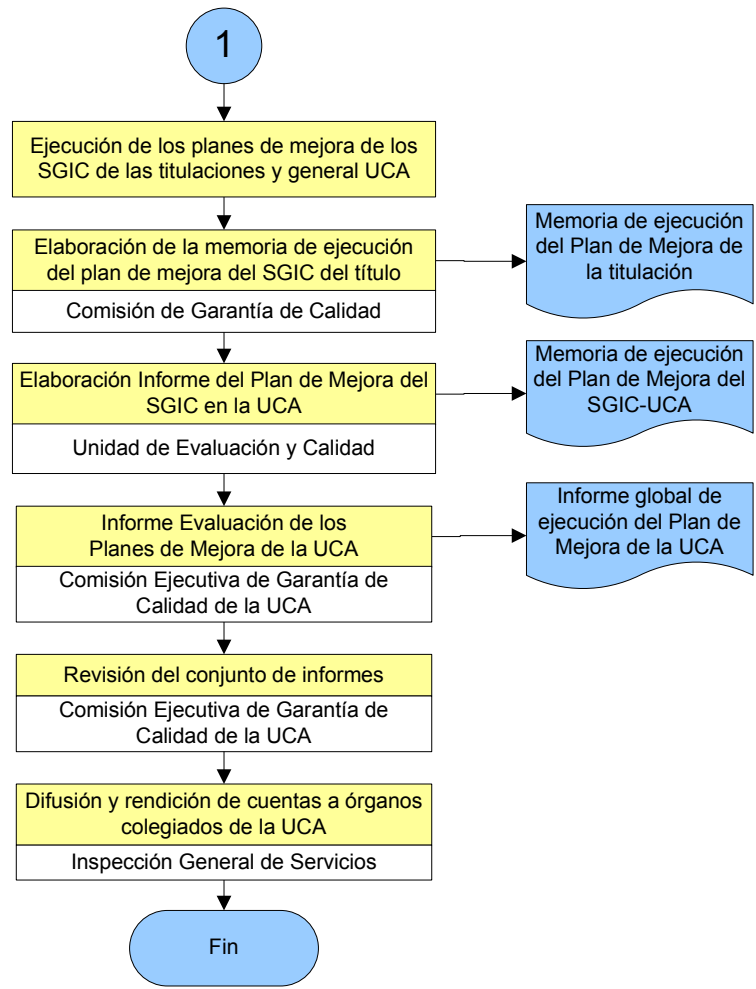 1
Ejecución de los planes de mejora de los
SGIC de las titulaciones y general UCA
Elaboración de la memoria de ejecución
del plan de mejora del SGIC del título
Comisión de Garantía de Calidad
Memoria de ejecución
del Plan de Mejora de
la titulación
Elaboración Informe del Plan de Mejora del
SGIC en la UCA
Unidad de Evaluación y Calidad
Memoria de ejecución
del Plan de Mejora del
SGIC-UCA
Informe Evaluación de los
Planes de Mejora de la UCA
Comisión Ejecutiva de Garantía de
Calidad de la UCA
Informe global de
ejecución del Plan de
Mejora de la UCA
Revisión del conjunto de informes
Comisión Ejecutiva de Garantía de
Calidad de la UCA
Difusión y rendición de cuentas a órganos
colegiados de la UCA
Inspección General de Servicios
Fin